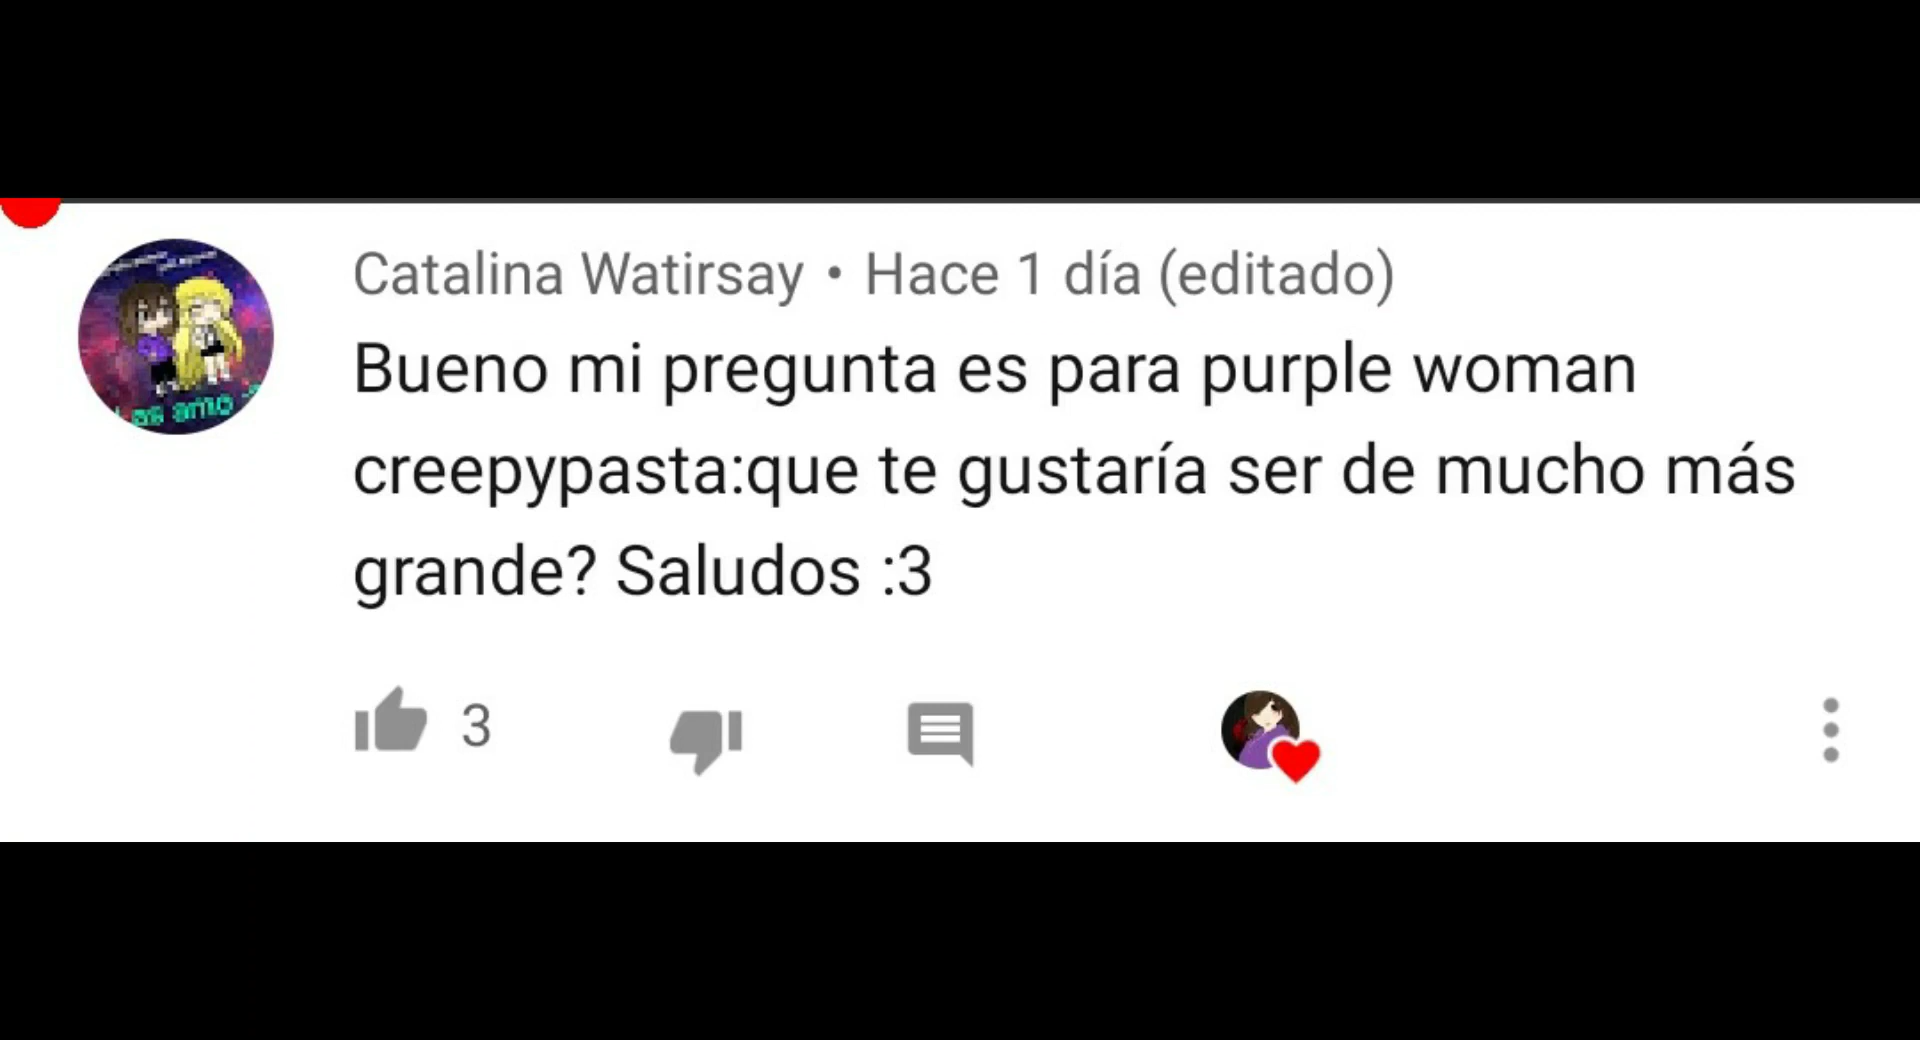 Catalina Watirsay • Hace 1 día (editado)
Bueno mi pregunta es para purple woman
creepypasta:que te gustaría ser de mucho más
grande? Saludos :3
3